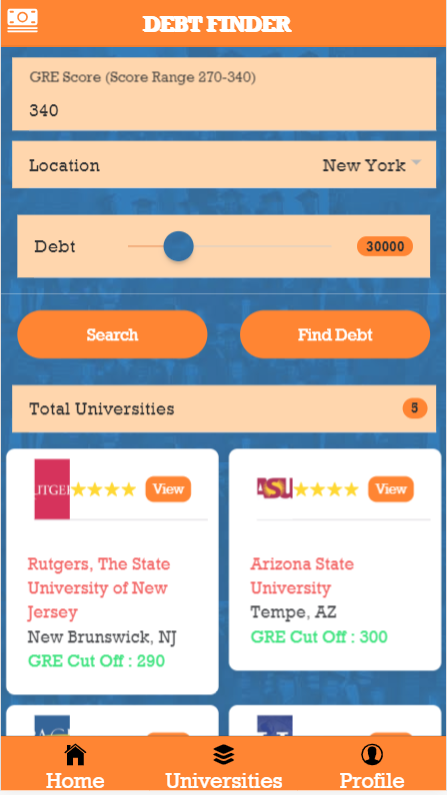 DEBT FINDER
GRE Score (Score Range 270-340)
340
Location New York
Debt 30000
Search Find Debt
Total Universities 5
View
ASU View
Rutgers, The State
University of New
Jersey
New Brunswick, NJ
GRE Cut Off : 290
Arizona State
University
Tempe, AZ
GRE Cut Off : 300
Home Universities Profile